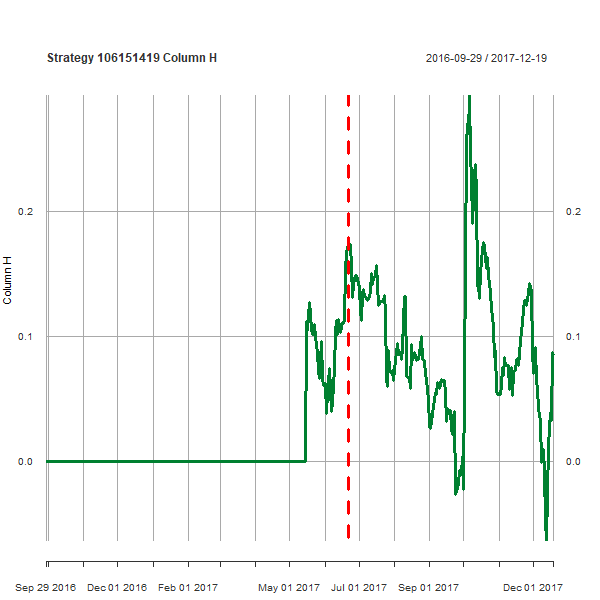 Strategy 106151419 Column H
2016-09-29 / 2017-12-19
Column H
0.2
0.2
0.1
0.1
0.0
0.0
Sep 29 2016
Dec 01 2016
Feb 01 2017
May 01 2017
Jul 01 2017
Sep 01 2017
Dec 01 2017